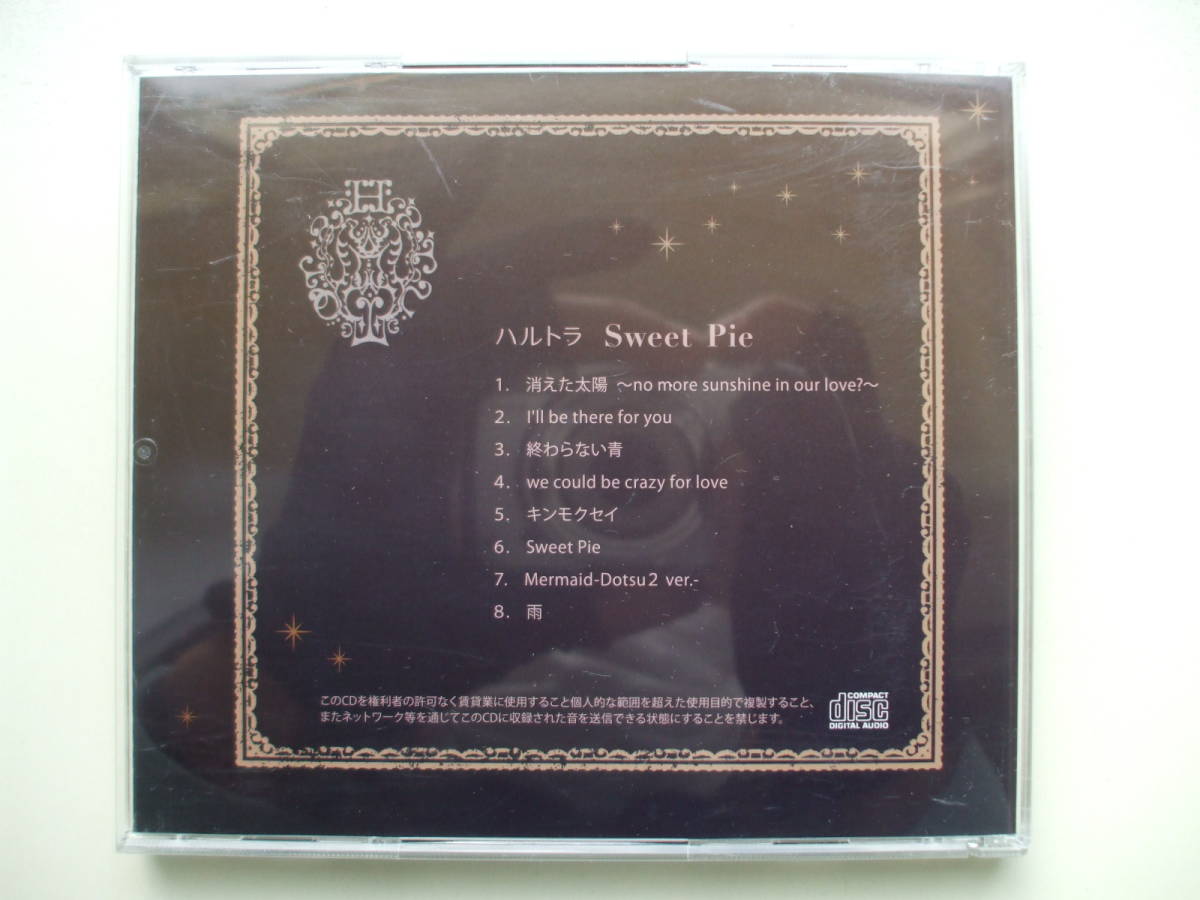 ハルトラ Sweet Pie
1. 消えた太陽 〜no more sunshine in our love?〜
2. I'll be there for you
3. 終わらない青
4. we could be crazy for love
5. キンモクセイ
6. Sweet Pie
7. Mermaid-Dotsu2 ver.-
8. 雨
このCDを権利者の許可なく賃貸業に使用すること個人的な範囲を超えた使用目的で複製すること、
またネットワーク等を通じてこのCDに収録された音を送信できる状態にすることを禁じます。
COMPACT
disc
DIGITAL AUDIO